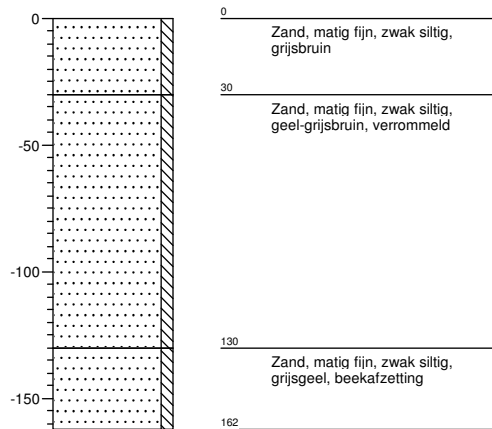 0
0
Zand, matig fijn, zwak siltig,
grijsbruin
30
Zand, matig fijn, zwak siltig,
geel-grijsbruin, verrommeld
-50
-100
130
Zand, matig fijn, zwak siltig,
grijsgeel, beekafzetting
-150
162